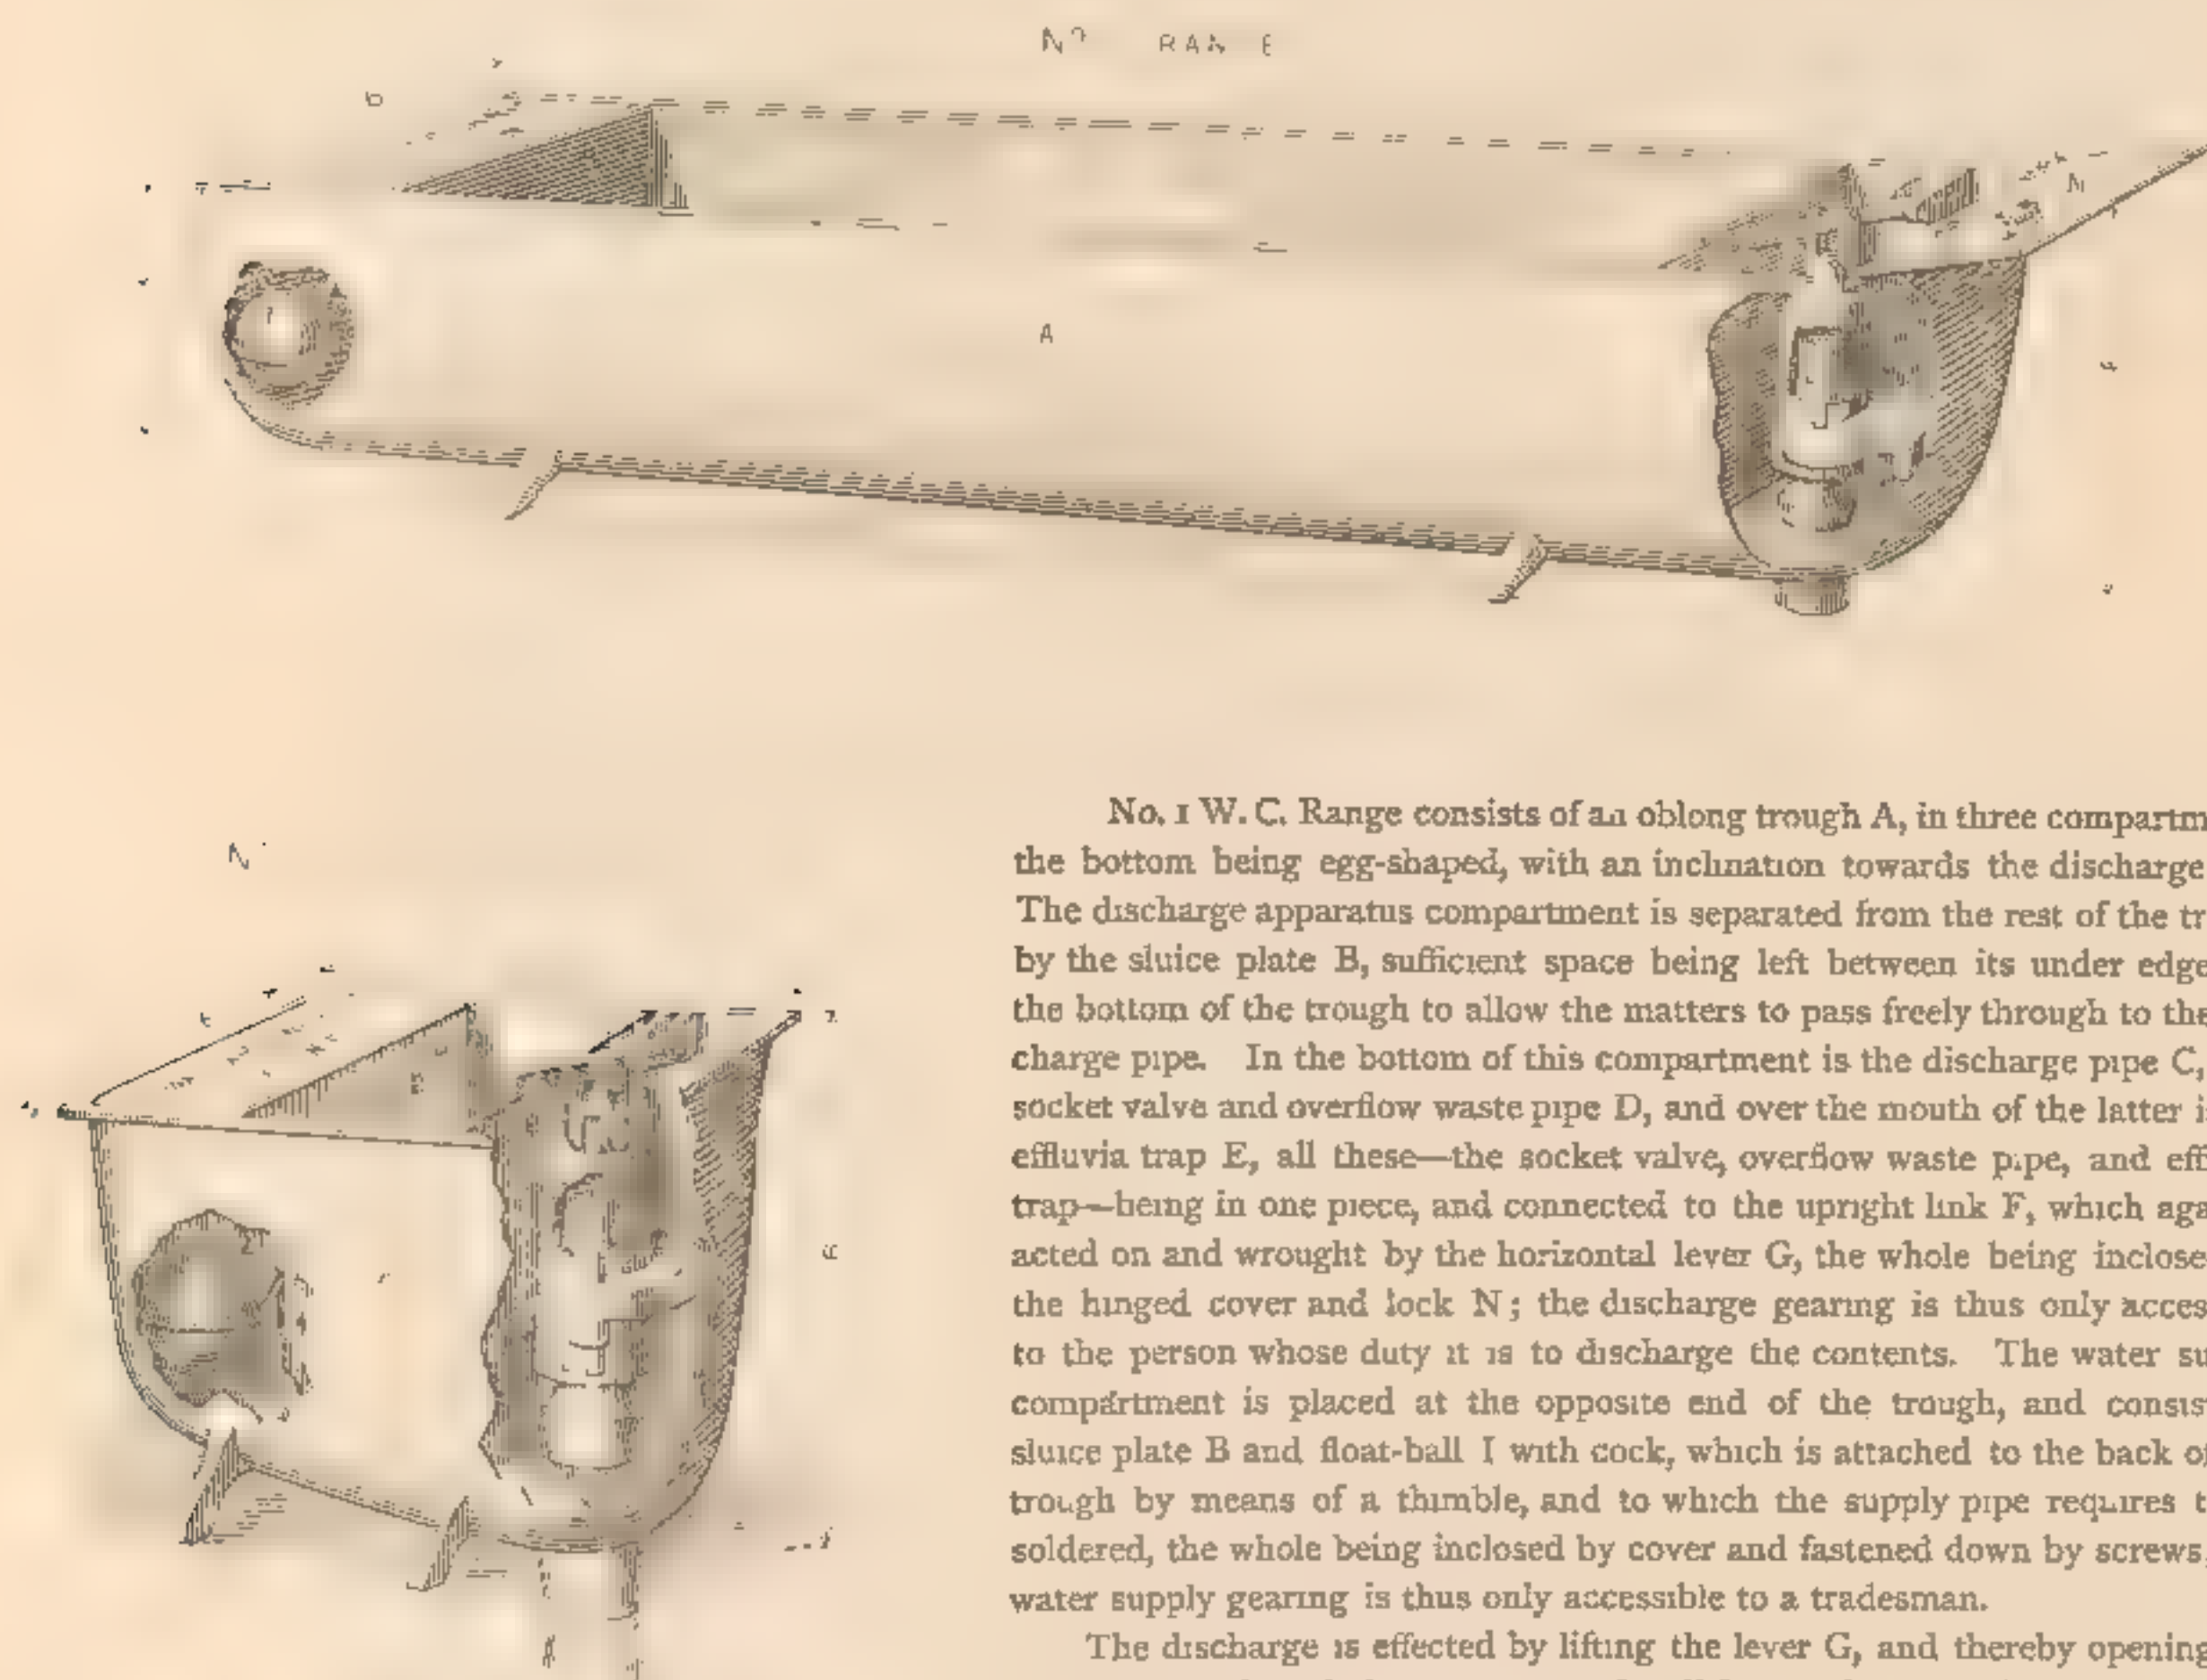 A
No. 1 W. C. Range consists of an oblong trough A, in three compartm
the bottom being egg-shaped, with an inclination towards the discharge
The discharge apparatus compartment is separated from the rest of the tr
by the sluice plate B, sufficient space being left between its under edge
the bottom of the trough to allow the matters to pass freely through to the
charge pipe. In the bottom of this compartment is the discharge pipe C,
socket valve and overflow waste pipe D, and over the mouth of the latter i
effluvia trap E, all these—the socket valve, overflow waste pipe, and eff
trap—being in one piece, and connected to the upright link F, which aga
acted on and wrought by the horizontal lever G, the whole being inclose
the hinged cover and lock N; the discharge gearing is thus only acces
to the person whose duty it is to discharge the contents. The water su
compartment is placed at the opposite end of the trough, and consis
sluice plate B and float-ball I with cock, which is attached to the back of
trough by means of a thimble, and to which the supply pipe requires t
soldered, the whole being inclosed by cover and fastened down by screws,
water supply gearing is thus only accessible to a tradesman.
The discharge is effected by lifting the lever G, and thereby opening